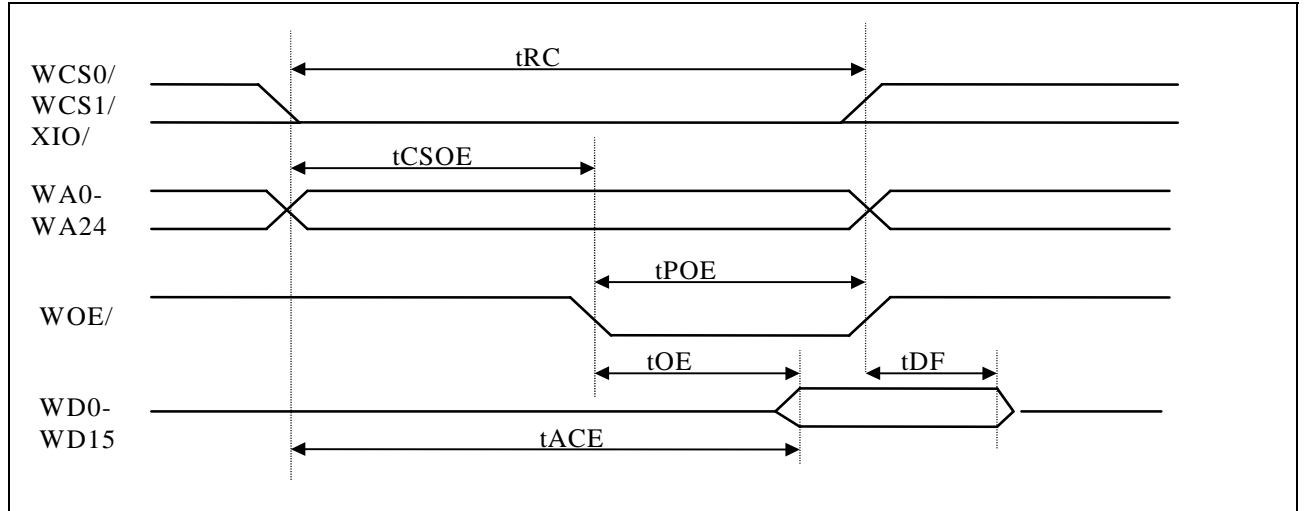 tRC
WCS0/
WCS1/
XIO/
tCSOE
WA0-
WA24
tPOE
WOE/
tOE
tDF
WD0-
WD15
tACE